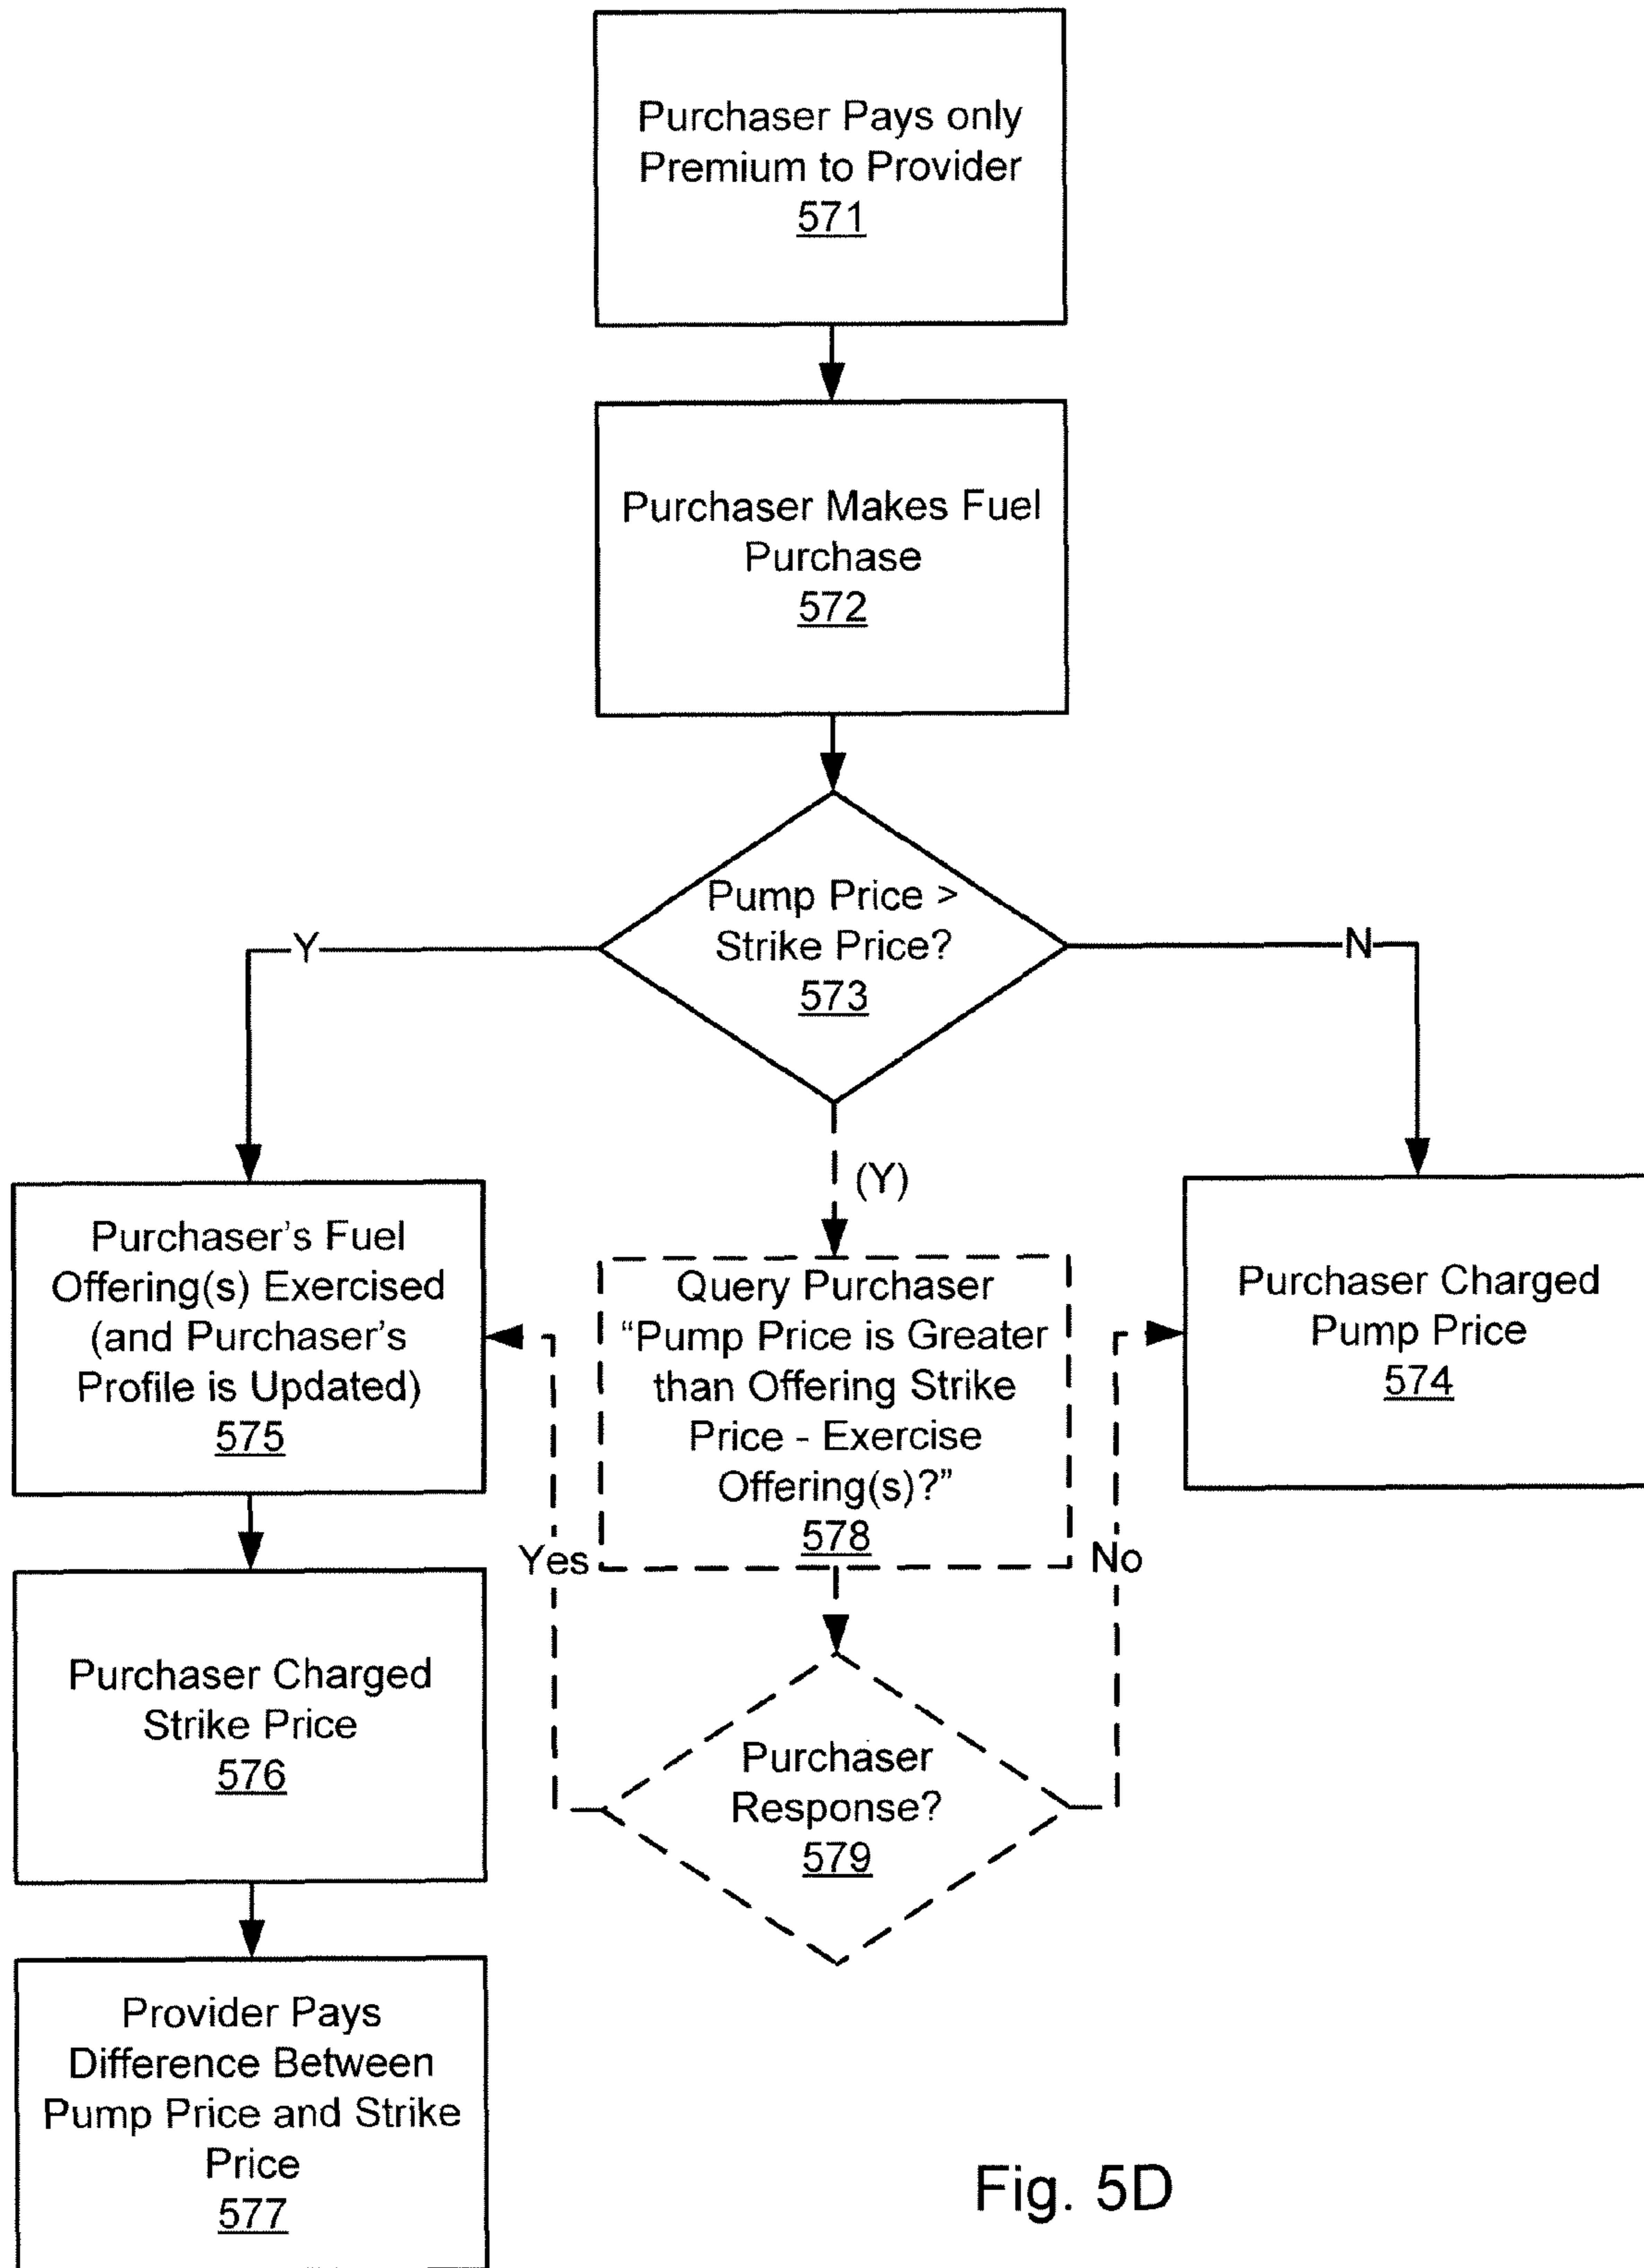 Purchaser Pays only
Premium to Provider
571
Purchaser Makes Fuel
Purchase
572
Pump Price >
Strike Price?
573
Y
N
(Y)
Purchaser's Fuel
Offering(s) Exercised
(and Purchaser's
Profile is Updated)
575
Query Purchaser
“Pump Price is Greater
than Offering Strike
Price - Exercise
Offering(s)?”
578
Purchaser Charged
Pump Price
574
Yes
No
Purchaser Charged
Strike Price
576
Purchaser
Response?
579
Provider Pays
Difference Between
Pump Price and Strike
Price
577
Fig. 5D